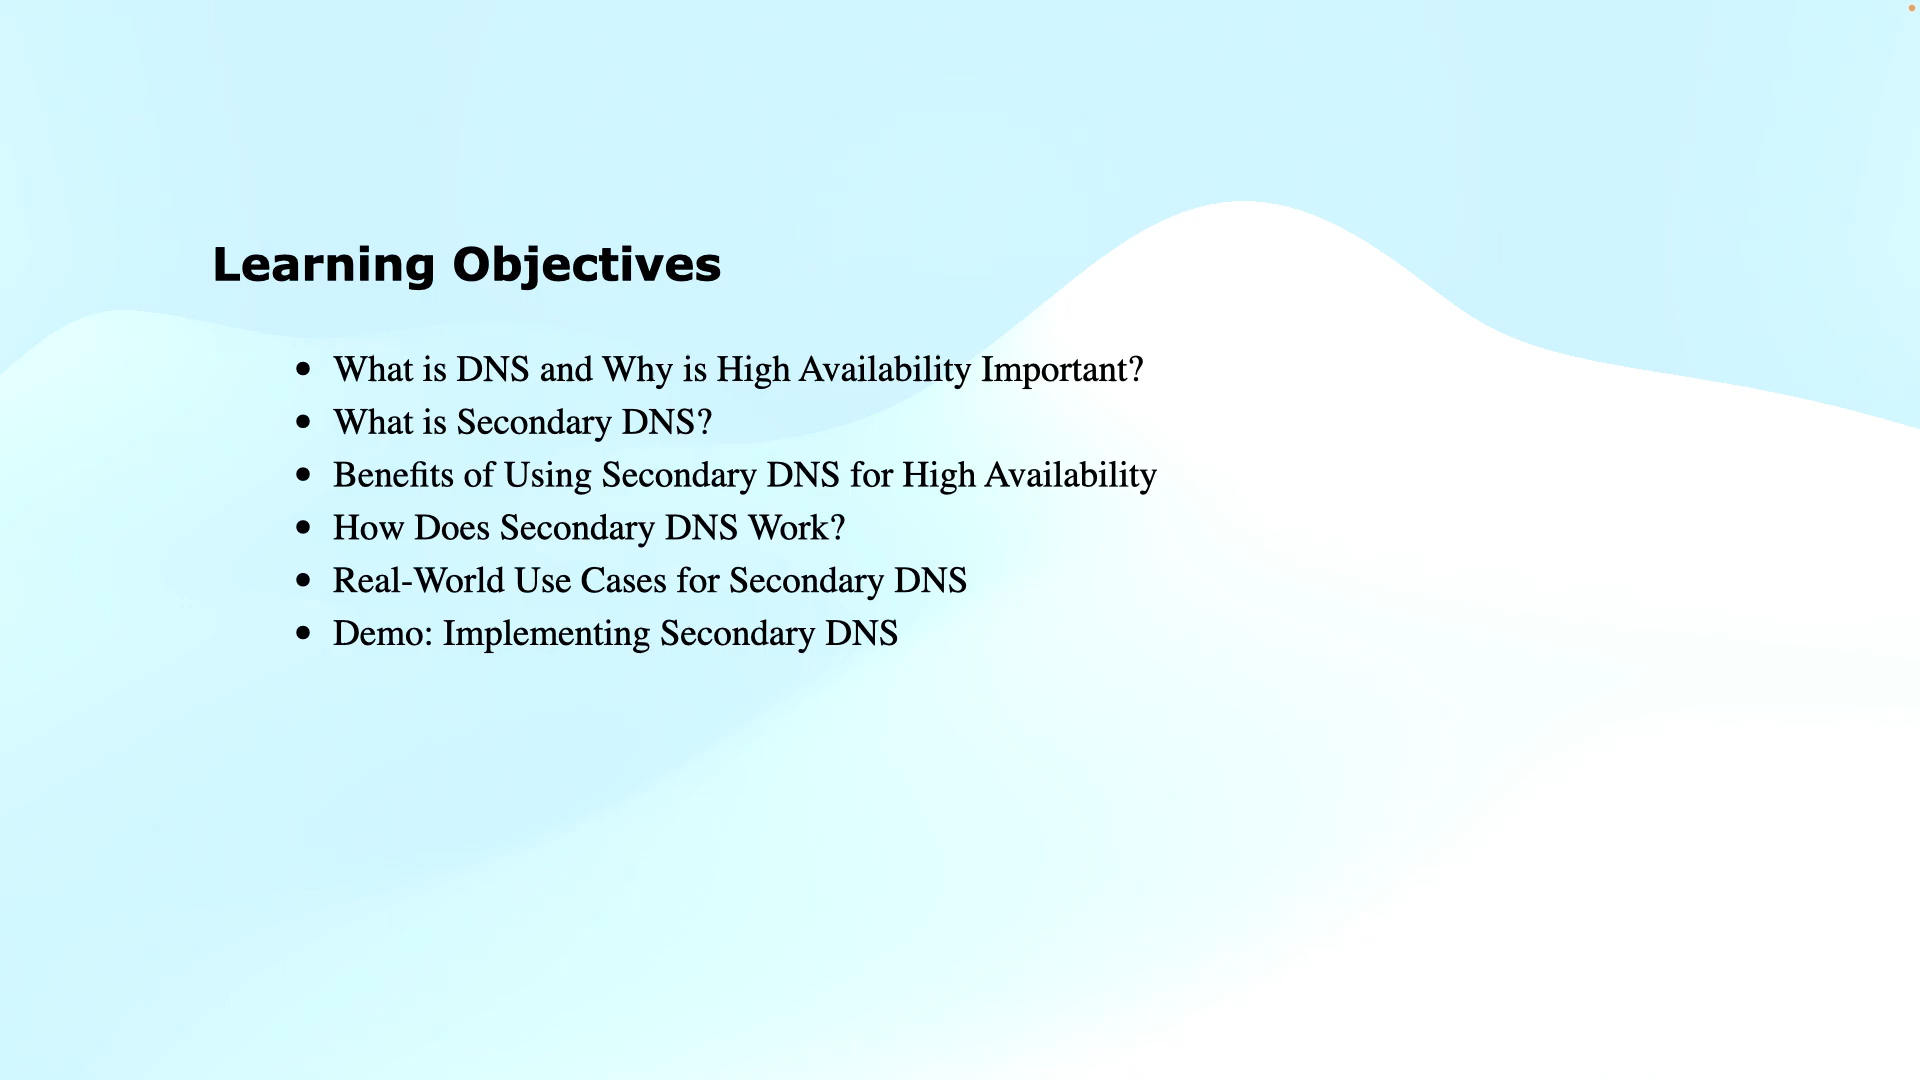 Learning Objectives
• What is DNS and Why is High Availability Important?
• What is Secondary DNS?
• Benefits of Using Secondary DNS for High Availability
• How Does Secondary DNS Work?
• Real-World Use Cases for Secondary DNS
• Demo: Implementing Secondary DNS